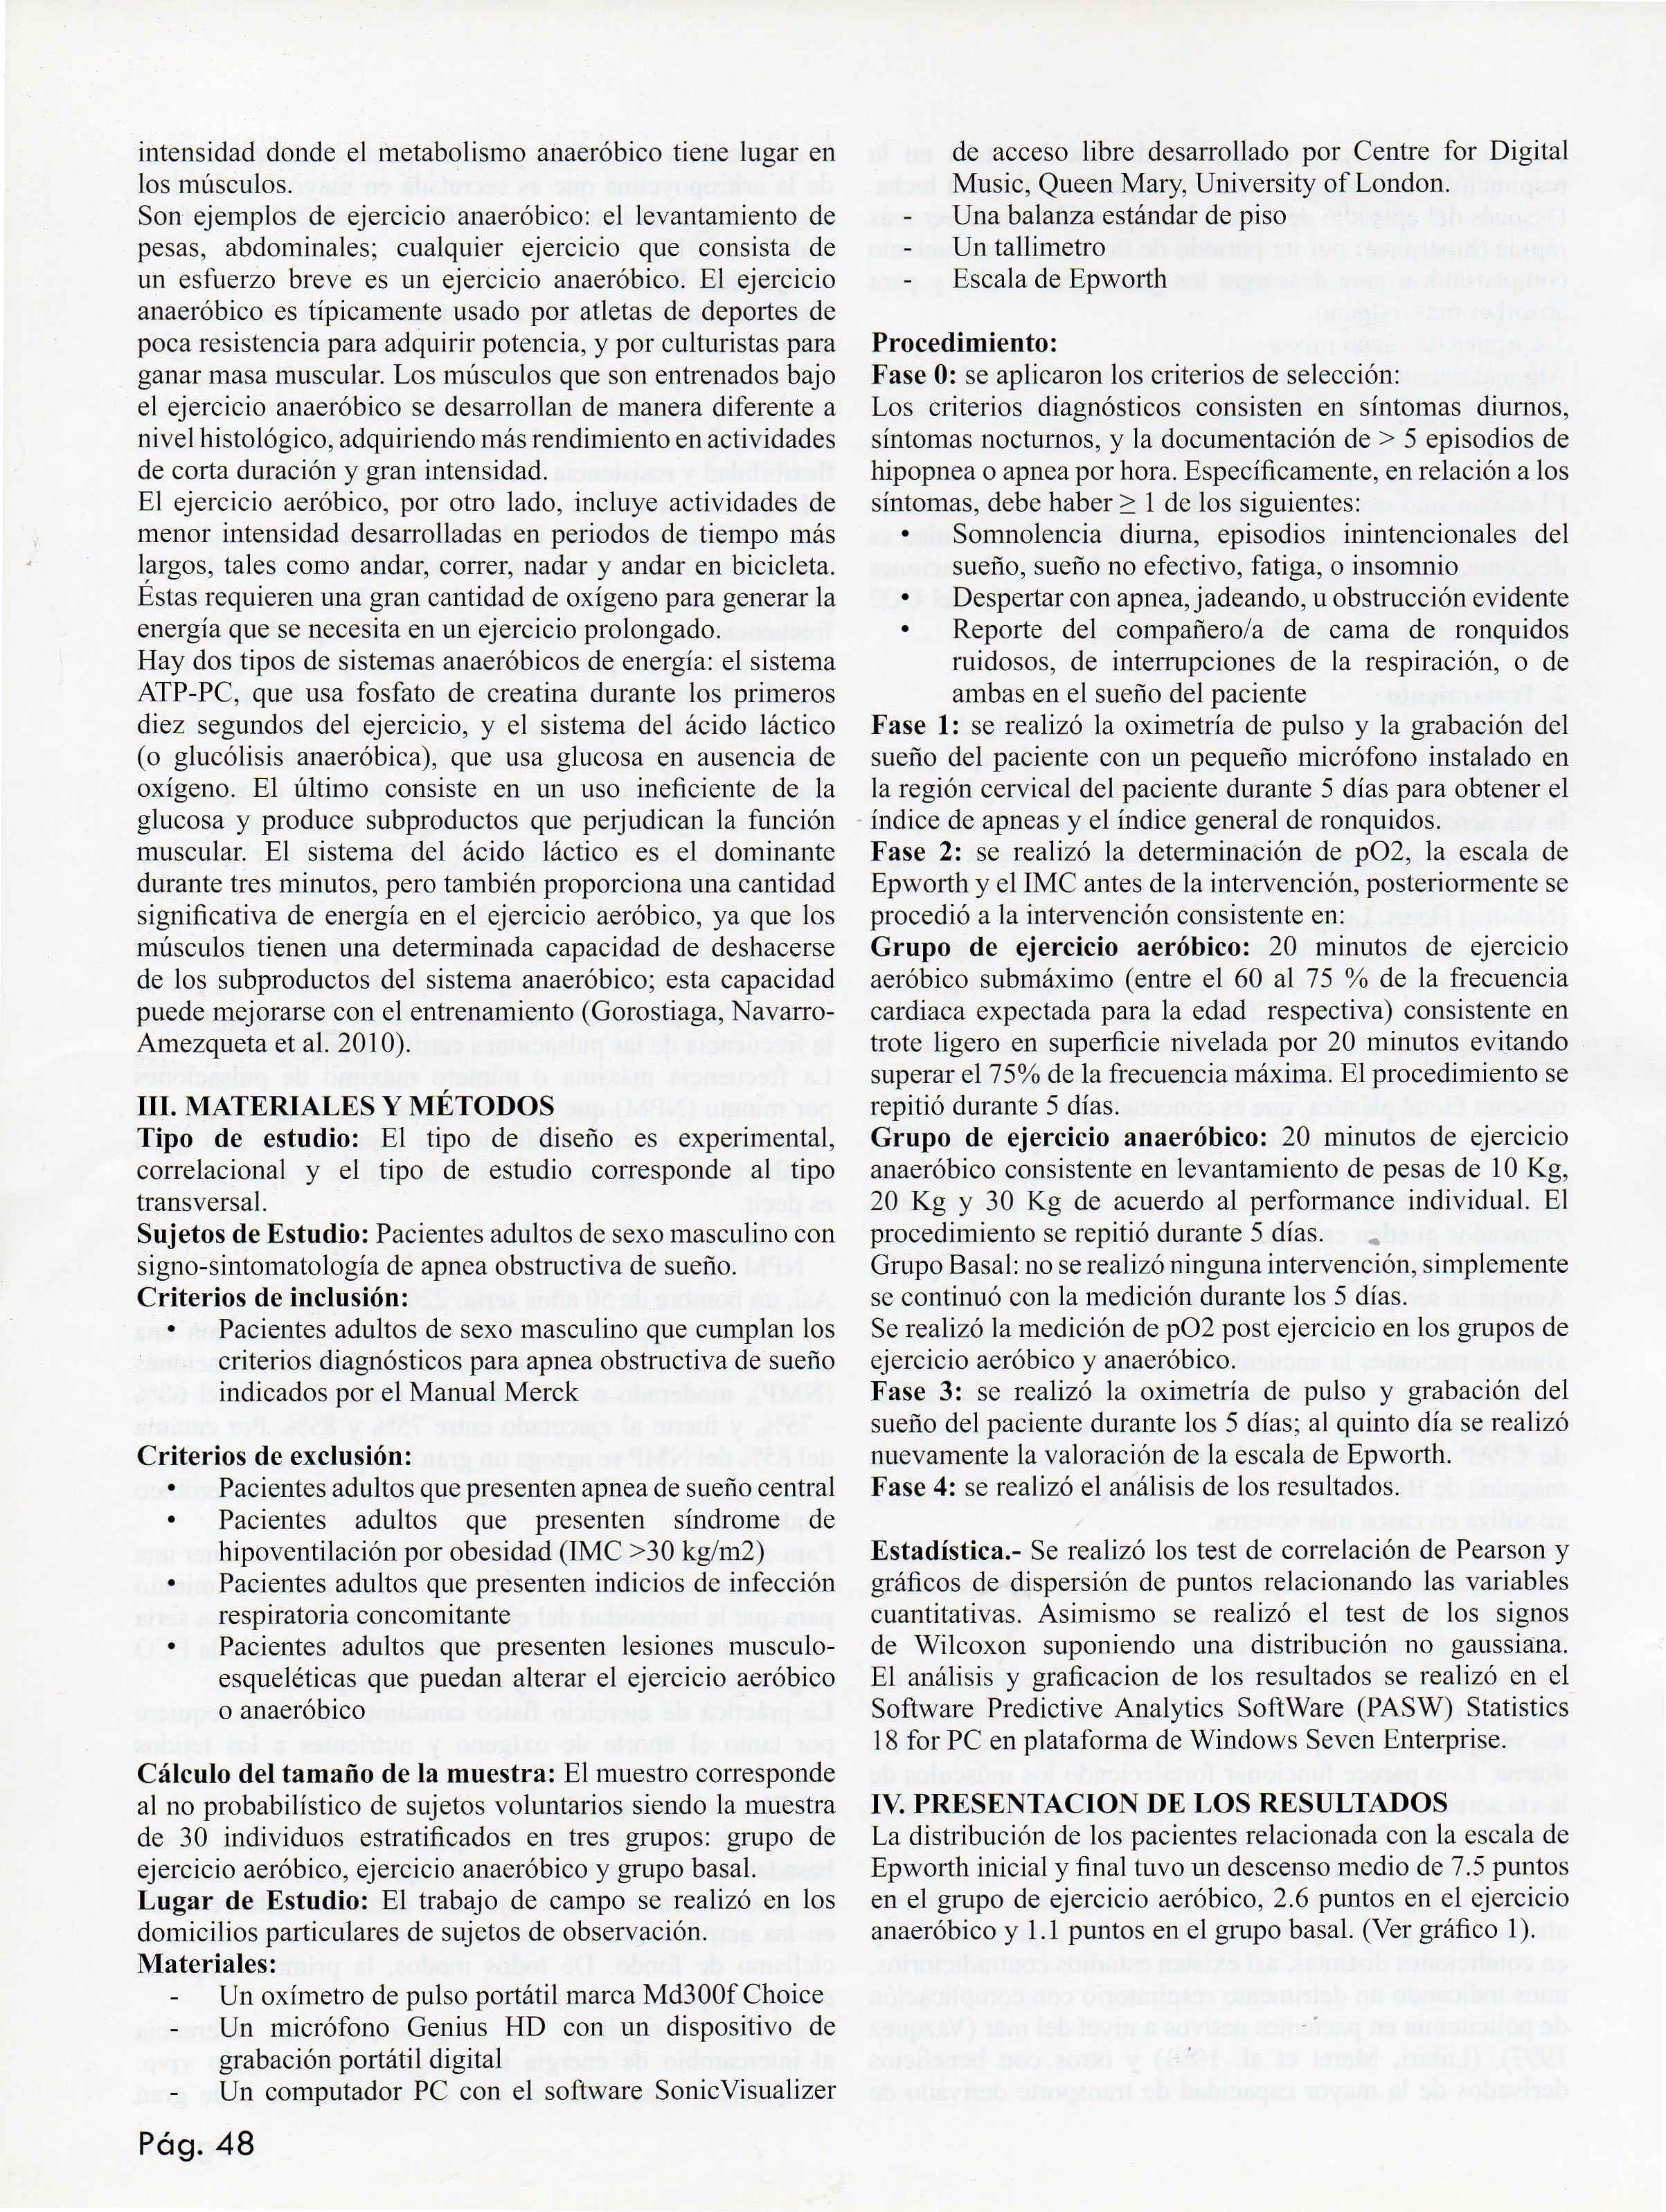 intensidad donde el metabolismo anaeróbico tiene lugar en
los músculos.
Son ejemplos de ejercicio anaeróbico: el levantamiento de
pesas, abdominales; cualquier ejercicio que consista de
un esfuerzo breve es un ejercicio anaeróbico. El ejercicio
anaeróbico es típicamente usado por atletas de deportes de
poca resistencia para adquirir potencia, y por culturistas para
ganar masa muscular. Los músculos que son entrenados bajo
el ejercicio anaeróbico se desarrollan de manera diferente a
nivel histológico, adquiriendo más rendimiento en actividades
de corta duración y gran intensidad.
El ejercicio aeróbico, por otro lado, incluye actividades de
menor intensidad desarrolladas en periodos de tiempo más
largos, tales como andar, correr, nadar y andar en bicicleta.
Éstas requieren una gran cantidad de oxígeno para generar la
energía que se necesita en un ejercicio prolongado.
Hay dos tipos de sistemas anaeróbicos de energía: el sistema
ATP-PC, que usa fosfato de creatina durante los primeros
diez segundos del ejercicio, y el sistema del ácido láctico
(o glucólisis anaeróbica), que usa glucosa en ausencia de
oxígeno. El último consiste en un uso ineficiente de la
glucosa y produce subproductos que perjudican la función
muscular. El sistema del ácido láctico es el dominante
durante tres minutos, pero también proporciona una cantidad
significativa de energía en el ejercicio aeróbico, ya que los
músculos tienen una determinada capacidad de deshacerse
de los subproductos del sistema anaeróbico; esta capacidad
puede mejorarse con el entrenamiento (Gorostiaga, Navarro-
Amezqueta et al. 2010).
III. MATERIALES Y MÉTODOS
Tipo de estudio: El tipo de diseño es experimental,
correlacional y el tipo de estudio corresponde al tipo
transversal.
Sujetos de Estudio: Pacientes adultos de sexo masculino con
signo-sintomatología de apnea obstructiva de sueño.
Criterios de inclusión:
• Pacientes adultos de sexo masculino que cumplan los
criterios diagnósticos para apnea obstructiva de sueño
indicados por el Manual Merck
Criterios de exclusión:
• Pacientes adultos que presenten apnea de sueño central
• Pacientes adultos que presenten síndrome de
hipoventilación por obesidad (IMC >30 kg/m2)
• Pacientes adultos que presenten indicios de infección
respiratoria concomitante
• Pacientes adultos que presenten lesiones musculo-
esqueléticas que puedan alterar el ejercicio aeróbico
o anaeróbico
Cálculo del tamaño de la muestra: El muestro corresponde
al no probabilístico de sujetos voluntarios siendo la muestra
de 30 individuos estratificados en tres grupos: grupo de
ejercicio aeróbico, ejercicio anaeróbico y grupo basal.
Lugar de Estudio: El trabajo de campo se realizó en los
domicilios particulares de sujetos de observación.
Materiales:
- Un oxímetro de pulso portátil marca Md300f Choice
- Un micrófono Genius HD con un dispositivo de
grabación portátil digital
- Un computador PC con el software SonicVisualizer
de acceso libre desarrollado por Centre for Digital
Music, Queen Mary, University of London.
- Una balanza estándar de piso
- Un tallimetro
- Escala de Epworth
Procedimiento:
Fase 0: se aplicaron los criterios de selección:
Los criterios diagnósticos consisten en síntomas diurnos,
síntomas nocturnos, y la documentación de > 5 episodios de
hipopnea o apnea por hora. Específicamente, en relación a los
síntomas, debe haber ≥ 1 de los siguientes:
• Somnolencia diurna, episodios inintencionales del
sueño, sueño no efectivo, fatiga, o insomnio
• Despertar con apnea, jadeando, u obstrucción evidente
• Reporte del compañero/a de cama de ronquidos
ruidosos, de interrupciones de la respiración, o de
ambas en el sueño del paciente
Fase 1: se realizó la oximetría de pulso y la grabación del
sueño del paciente con un pequeño micrófono instalado en
la región cervical del paciente durante 5 días para obtener el
índice de apneas y el índice general de ronquidos.
Fase 2: se realizó la determinación de pO2, la escala de
Epworth y el IMC antes de la intervención, posteriormente se
procedió a la intervención consistente en:
Grupo de ejercicio aeróbico: 20 minutos de ejercicio
aeróbico submáximo (entre el 60 al 75 % de la frecuencia
cardiaca expectada para la edad respectiva) consistente en
trote ligero en superficie nivelada por 20 minutos evitando
superar el 75% de la frecuencia máxima. El procedimiento se
repitió durante 5 días.
Grupo de ejercicio anaeróbico: 20 minutos de ejercicio
anaeróbico consistente en levantamiento de pesas de 10 Kg,
20 Kg y 30 Kg de acuerdo al performance individual. El
procedimiento se repitió durante 5 días.
Grupo Basal: no se realizó ninguna intervención, simplemente
se continuó con la medición durante los 5 días.
Se realizó la medición de pO2 post ejercicio en los grupos de
ejercicio aeróbico y anaeróbico.
Fase 3: se realizó la oximetría de pulso y grabación del
sueño del paciente durante los 5 días; al quinto día se realizó
nuevamente la valoración de la escala de Epworth.
Fase 4: se realizó el análisis de los resultados.
Estadística.- Se realizó los test de correlación de Pearson y
gráficos de dispersión de puntos relacionando las variables
cuantitativas. Asimismo se realizó el test de los signos
de Wilcoxon suponiendo una distribución no gaussiana.
El análisis y graficacion de los resultados se realizó en el
Software Predictive Analytics SoftWare (PASW) Statistics
18 for PC en plataforma de Windows Seven Enterprise.
IV. PRESENTACION DE LOS RESULTADOS
La distribución de los pacientes relacionada con la escala de
Epworth inicial y final tuvo un descenso medio de 7.5 puntos
en el grupo de ejercicio aeróbico, 2.6 puntos en el ejercicio
anaeróbico y 1.1 puntos en el grupo basal. (Ver gráfico 1).
Pág. 48